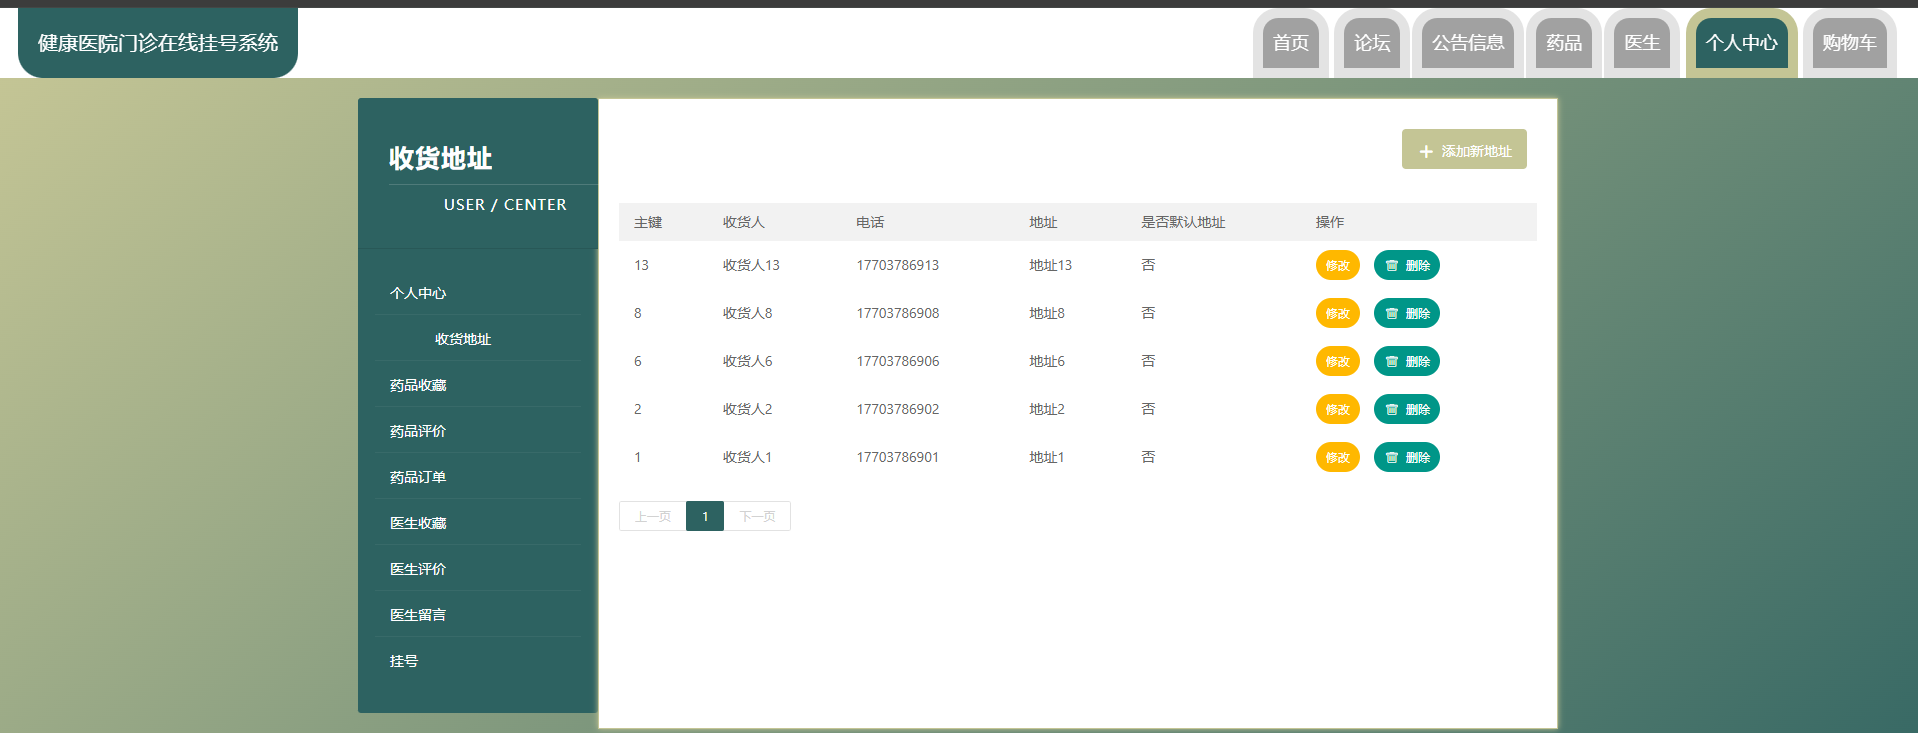 健康医院门诊在线挂号系统 首页 论坛 公告信息 药品 医生 个人中心 购物车
收货地址
USER / CENTER
个人中心
收货地址
药品收藏
药品评价
药品订单
医生收藏
医生评价
医生留言
挂号
添加新地址
主键 收货人 电话 地址 是否默认地址 操作
13 收货人13 17703786913 地址13 否 修改 删除
8 收货人8 17703786908 地址8 否 修改 删除
6 收货人6 17703786906 地址6 否 修改 删除
2 收货人2 17703786902 地址2 否 修改 删除
1 收货人1 17703786901 地址1 否 修改 删除
上一页 1 下一页